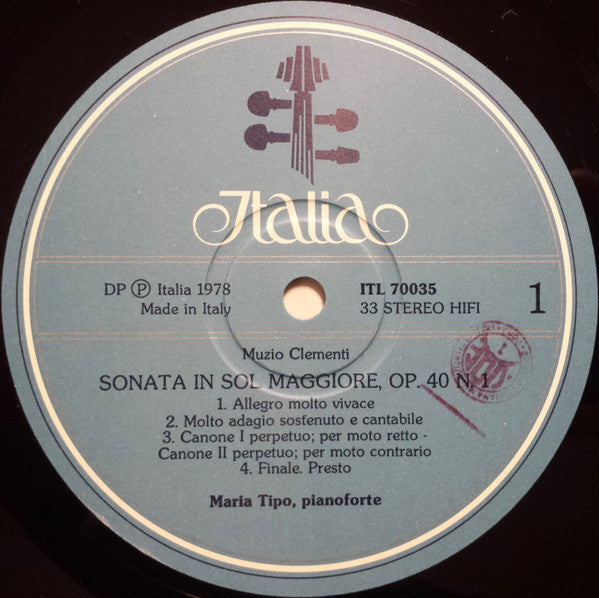 Italia
DP Ⓟ Italia 1978
Made in Italy
ITL 70035
33 STEREO HIFI
1
Muzio Clementi
SONATA IN SOL MAGGIORE, OP. 40 N. 1
1. Allegro molto vivace
2. Molto adagio sostenuto e cantabile
3. Canone I perpetuo; per moto retto -
Canone II perpetuo; per moto contrario
4. Finale. Presto
Maria Tipo, pianoforte